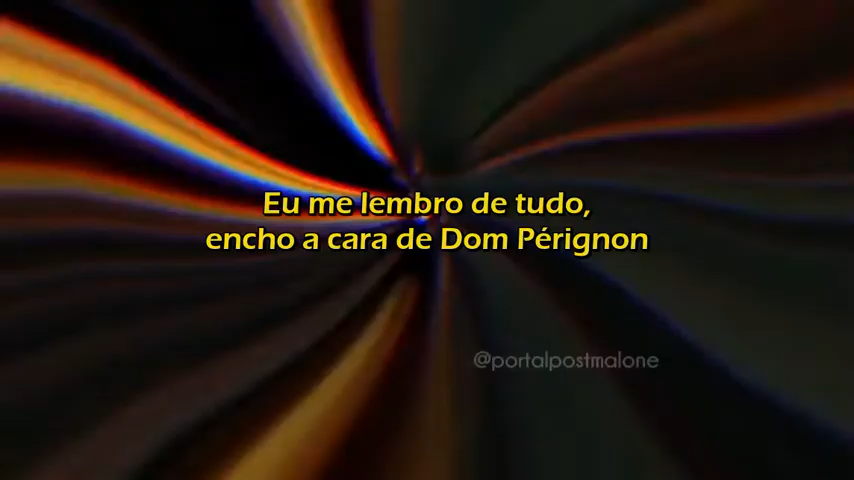 Eu me lembro de tudo,
encho a cara de Dom Pérignon
@portalpostmalone